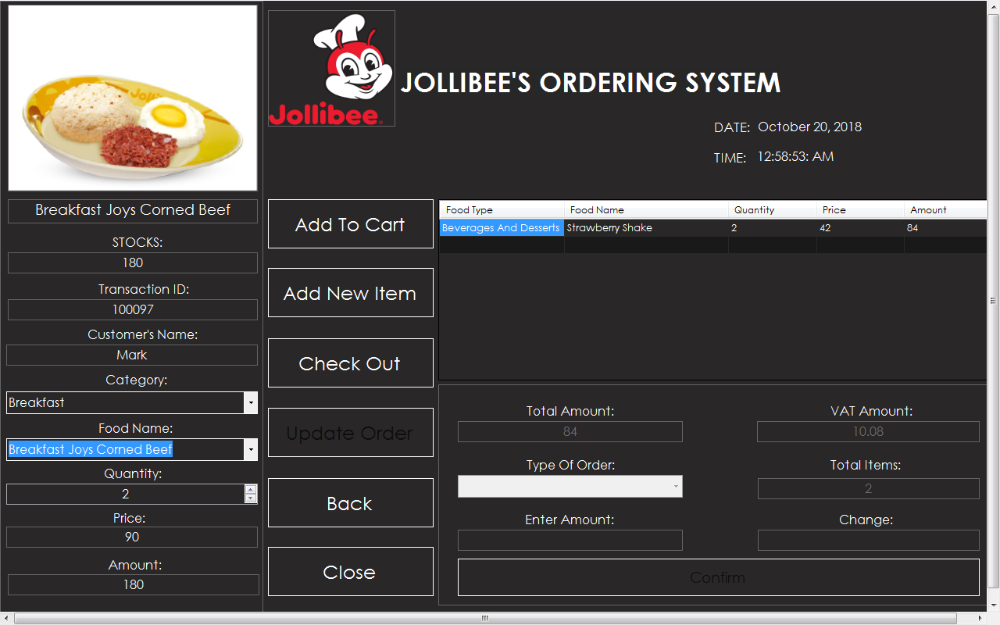 Jollibee
JOLLIBEE'S ORDERING SYSTEM
DATE: October 20, 2018
TIME: 12:58:53: AM
Breakfast Joys Corned Beef
STOCKS:
180
Transaction ID:
100097
Customer's Name:
Mark
Category:
Breakfast
Food Name:
Breakfast Joys Corned Beef
Quantity:
2
Price:
90
Amount:
180
Add To Cart
Add New Item
Check Out
Update Order
Back
Close
Food Type Food Name Quantity Price Amount
Beverages And Desserts Strawberry Shake 2 42 84
Total Amount:
84
VAT Amount:
10.08
Type Of Order:
Total Items:
2
Enter Amount:
Change:
Confirm